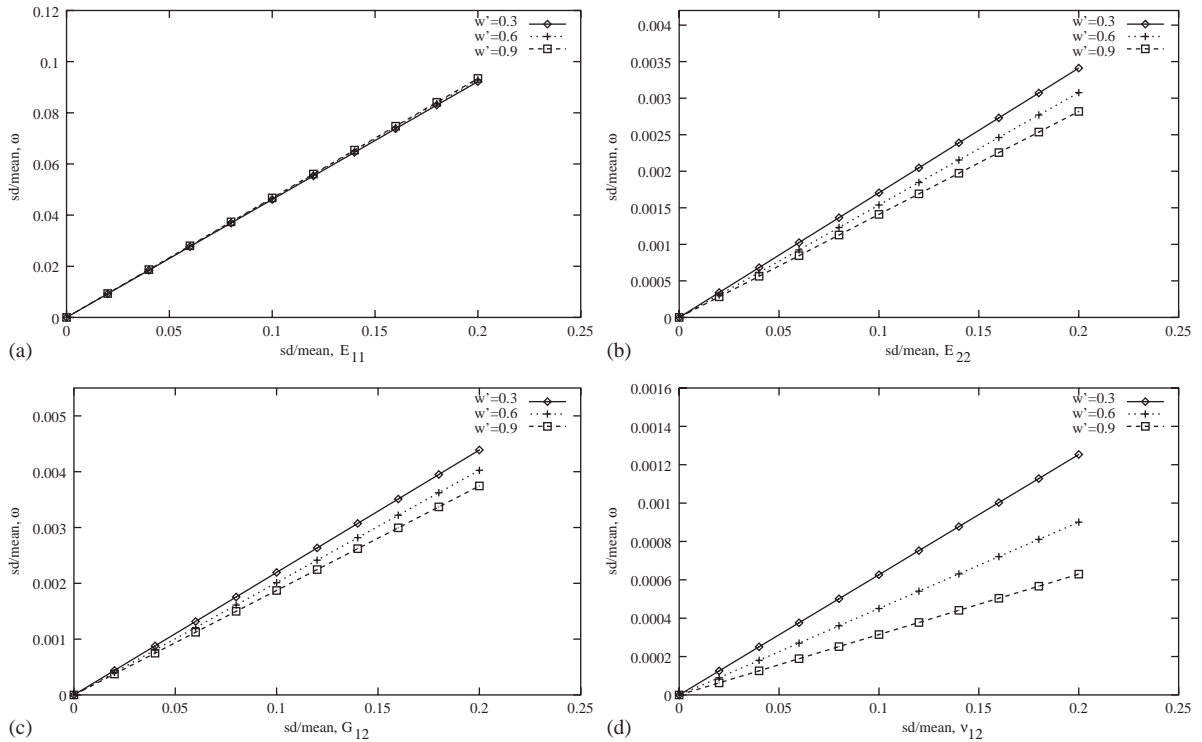 0.12
0.1
0.08
0.06
0.04
0.02
0
sd/mean, ω
w'=0.3
w'=0.6
w'=0.9
0 0.05 0.1 0.15 0.2 0.25
sd/mean, E11
(a)
0.004
0.0035
0.003
0.0025
0.002
0.0015
0.001
0.0005
0
sd/mean, ω
w'=0.3
w'=0.6
w'=0.9
0 0.05 0.1 0.15 0.2 0.25
sd/mean, E22
(b)
0.005
0.004
0.003
0.002
0.001
0
sd/mean, ω
w'=0.3
w'=0.6
w'=0.9
0 0.05 0.1 0.15 0.2 0.25
sd/mean, G12
(c)
0.0016
0.0014
0.0012
0.001
0.0008
0.0006
0.0004
0.0002
0
sd/mean, ω
w'=0.3
w'=0.6
w'=0.9
0 0.05 0.1 0.15 0.2 0.25
sd/mean, ν12
(d)